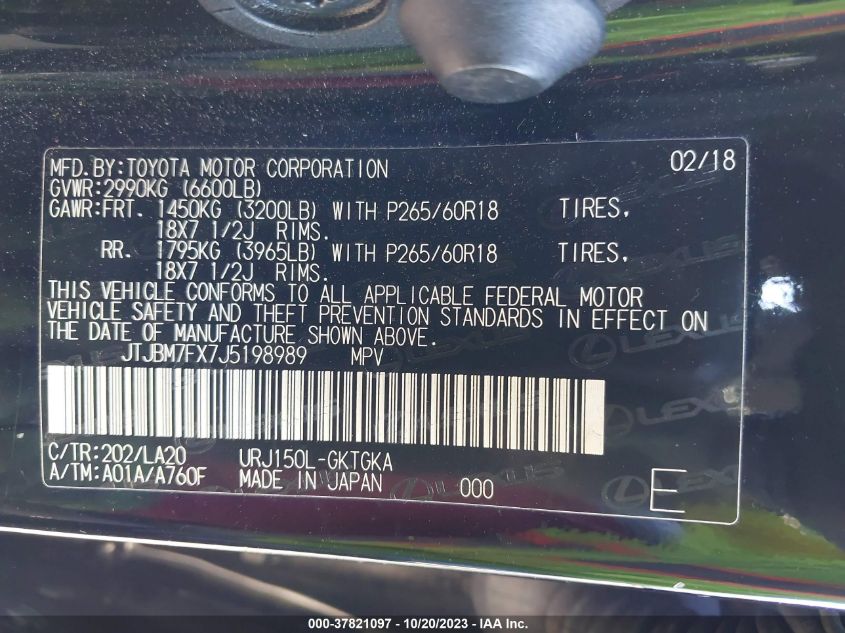 MFD.BY:TOYOTA MOTOR CORPORATION 02/18
GVWR:2990KG (6600LB)
GAWR:FRT. 1450KG (3200LB) WITH P265/60R18 TIRES,
18X7 1/2J RIMS.
RR. 1795KG (3965LB) WITH P265/60R18 TIRES,
18X7 1/2J RIMS.
THIS VEHICLE CONFORMS TO ALL APPLICABLE FEDERAL MOTOR
VEHICLE SAFETY AND THEFT PREVENTION STANDARDS IN EFFECT ON
THE DATE OF MANUFACTURE SHOWN ABOVE.
JTJBM7FX7J5198989 MPV
LEXUS
C/TR:202/LA20 URJ150L-GKTGKA
A/TM:A01A/A760F MADE IN JAPAN 000 E
000-37821097 - 10/20/2023 - IAA Inc.